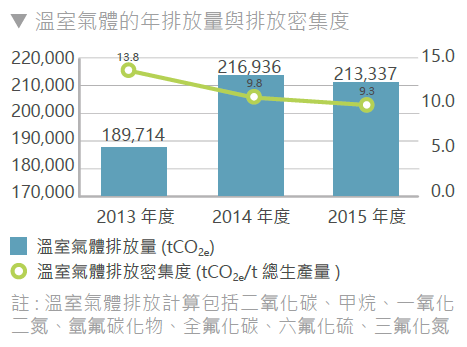 ▼ 溫室氣體的年排放量與排放密集度
220,000
210,000
200,000
190,000
180,000
170,000
15.0
10.0
5.0
0.0
13.8
9.8
9.3
189,714
216,936
213,337
2013 年度
2014 年度
2015 年度
溫室氣體排放量 (tCO2e)
溫室氣體排放密集度 (tCO2e/t 總生產量 )
註 : 溫室氣體排放計算包括二氧化碳、甲烷、一氧化
二氮、氫氟碳化物、全氟化碳、六氟化硫、三氟化氮